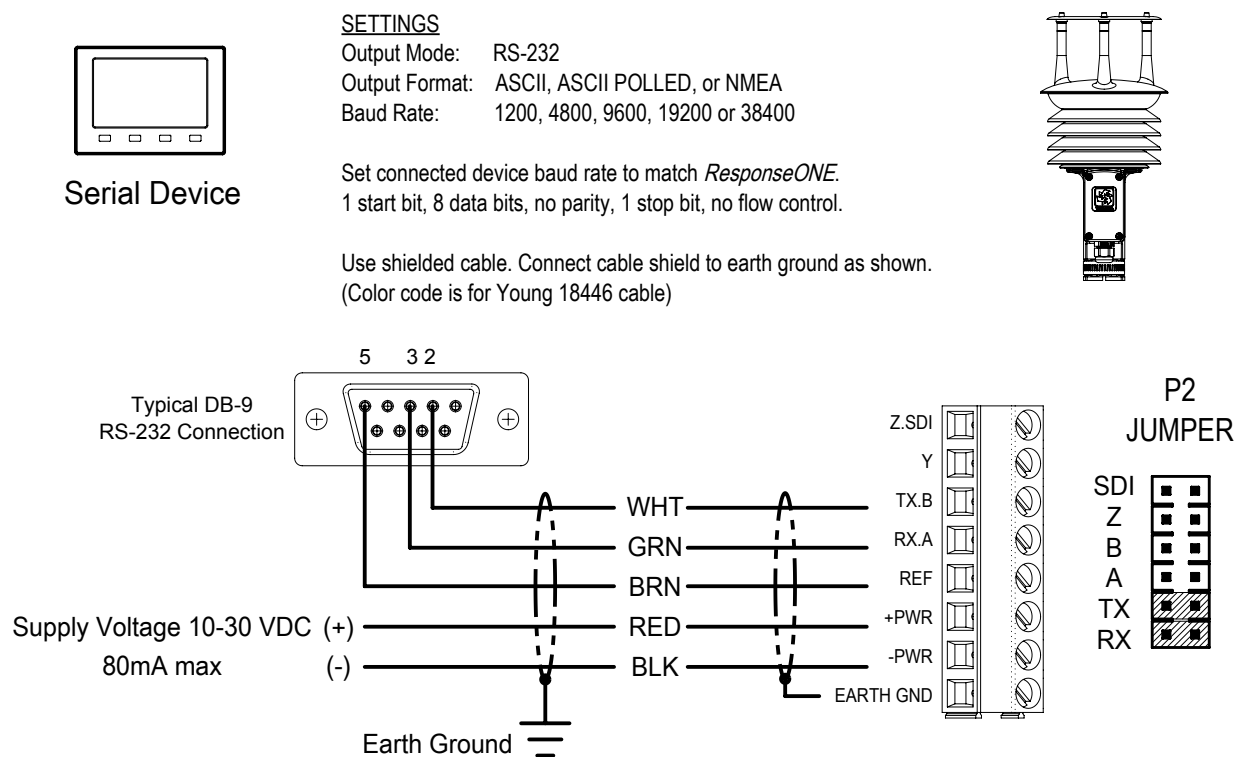 SETTINGS
Output Mode: RS-232
Output Format: ASCII, ASCII POLLED, or NMEA
Baud Rate: 1200, 4800, 9600, 19200 or 38400
Serial Device
Set connected device baud rate to match ResponseONE.
1 start bit, 8 data bits, no parity, 1 stop bit, no flow control.
Use shielded cable. Connect cable shield to earth ground as shown.
(Color code is for Young 18446 cable)
5 3 2
Typical DB-9
RS-232 Connection
WHT
GRN
BRN
RED
BLK
Supply Voltage 10-30 VDC (+)
80mA max (-)
Earth Ground
Z.SDI
Y
TX.B
RX.A
REF
+PWR
-PWR
EARTH GND
P2
JUMPER
SDI
Z
B
A
TX
RX